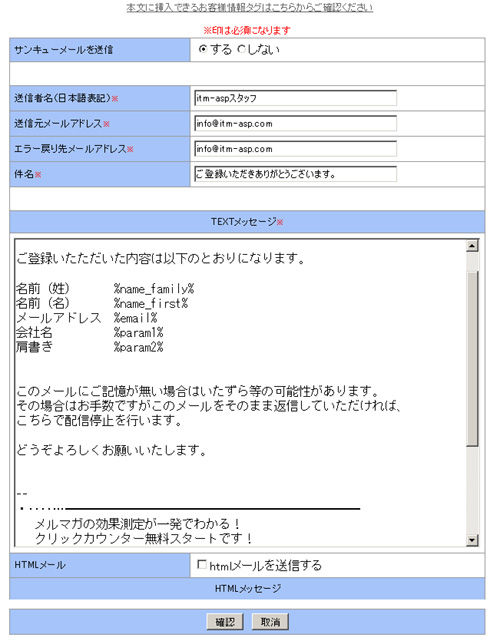 本文に挿入できるお客様情報タグはこちらからご確認ください
※印は必須になります
サンキューメールを送信 する しない
送信者名(日本語表記)※ itm-aspスタッフ
送信元メールアドレス※ info@itm-asp.com
エラー戻り先メールアドレス※ info@itm-asp.com
件名※ ご登録いただきありがとうございます。
TEXTメッセージ※
ご登録いたただいた内容は以下のとおりになります。
名前（姓） %name_family%
名前（名） %name_first%
メールアドレス %email%
会社名 %param1%
肩書き %param2%
このメールにご記憶が無い場合はいたずら等の可能性があります。
その場合はお手数ですがこのメールをそのまま返信していただければ、
こちらで配信停止を行います。
どうぞよろしくお願いいたします。
--
メルマガの効果測定が一発でわかる！
クリックカウンター無料スタートです！
HTMLメール htmlメールを送信する
HTMLメッセージ
確認 取消